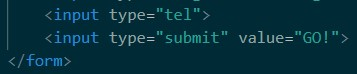 <input type="tel">
<input type="submit" value="GO!">
</form>